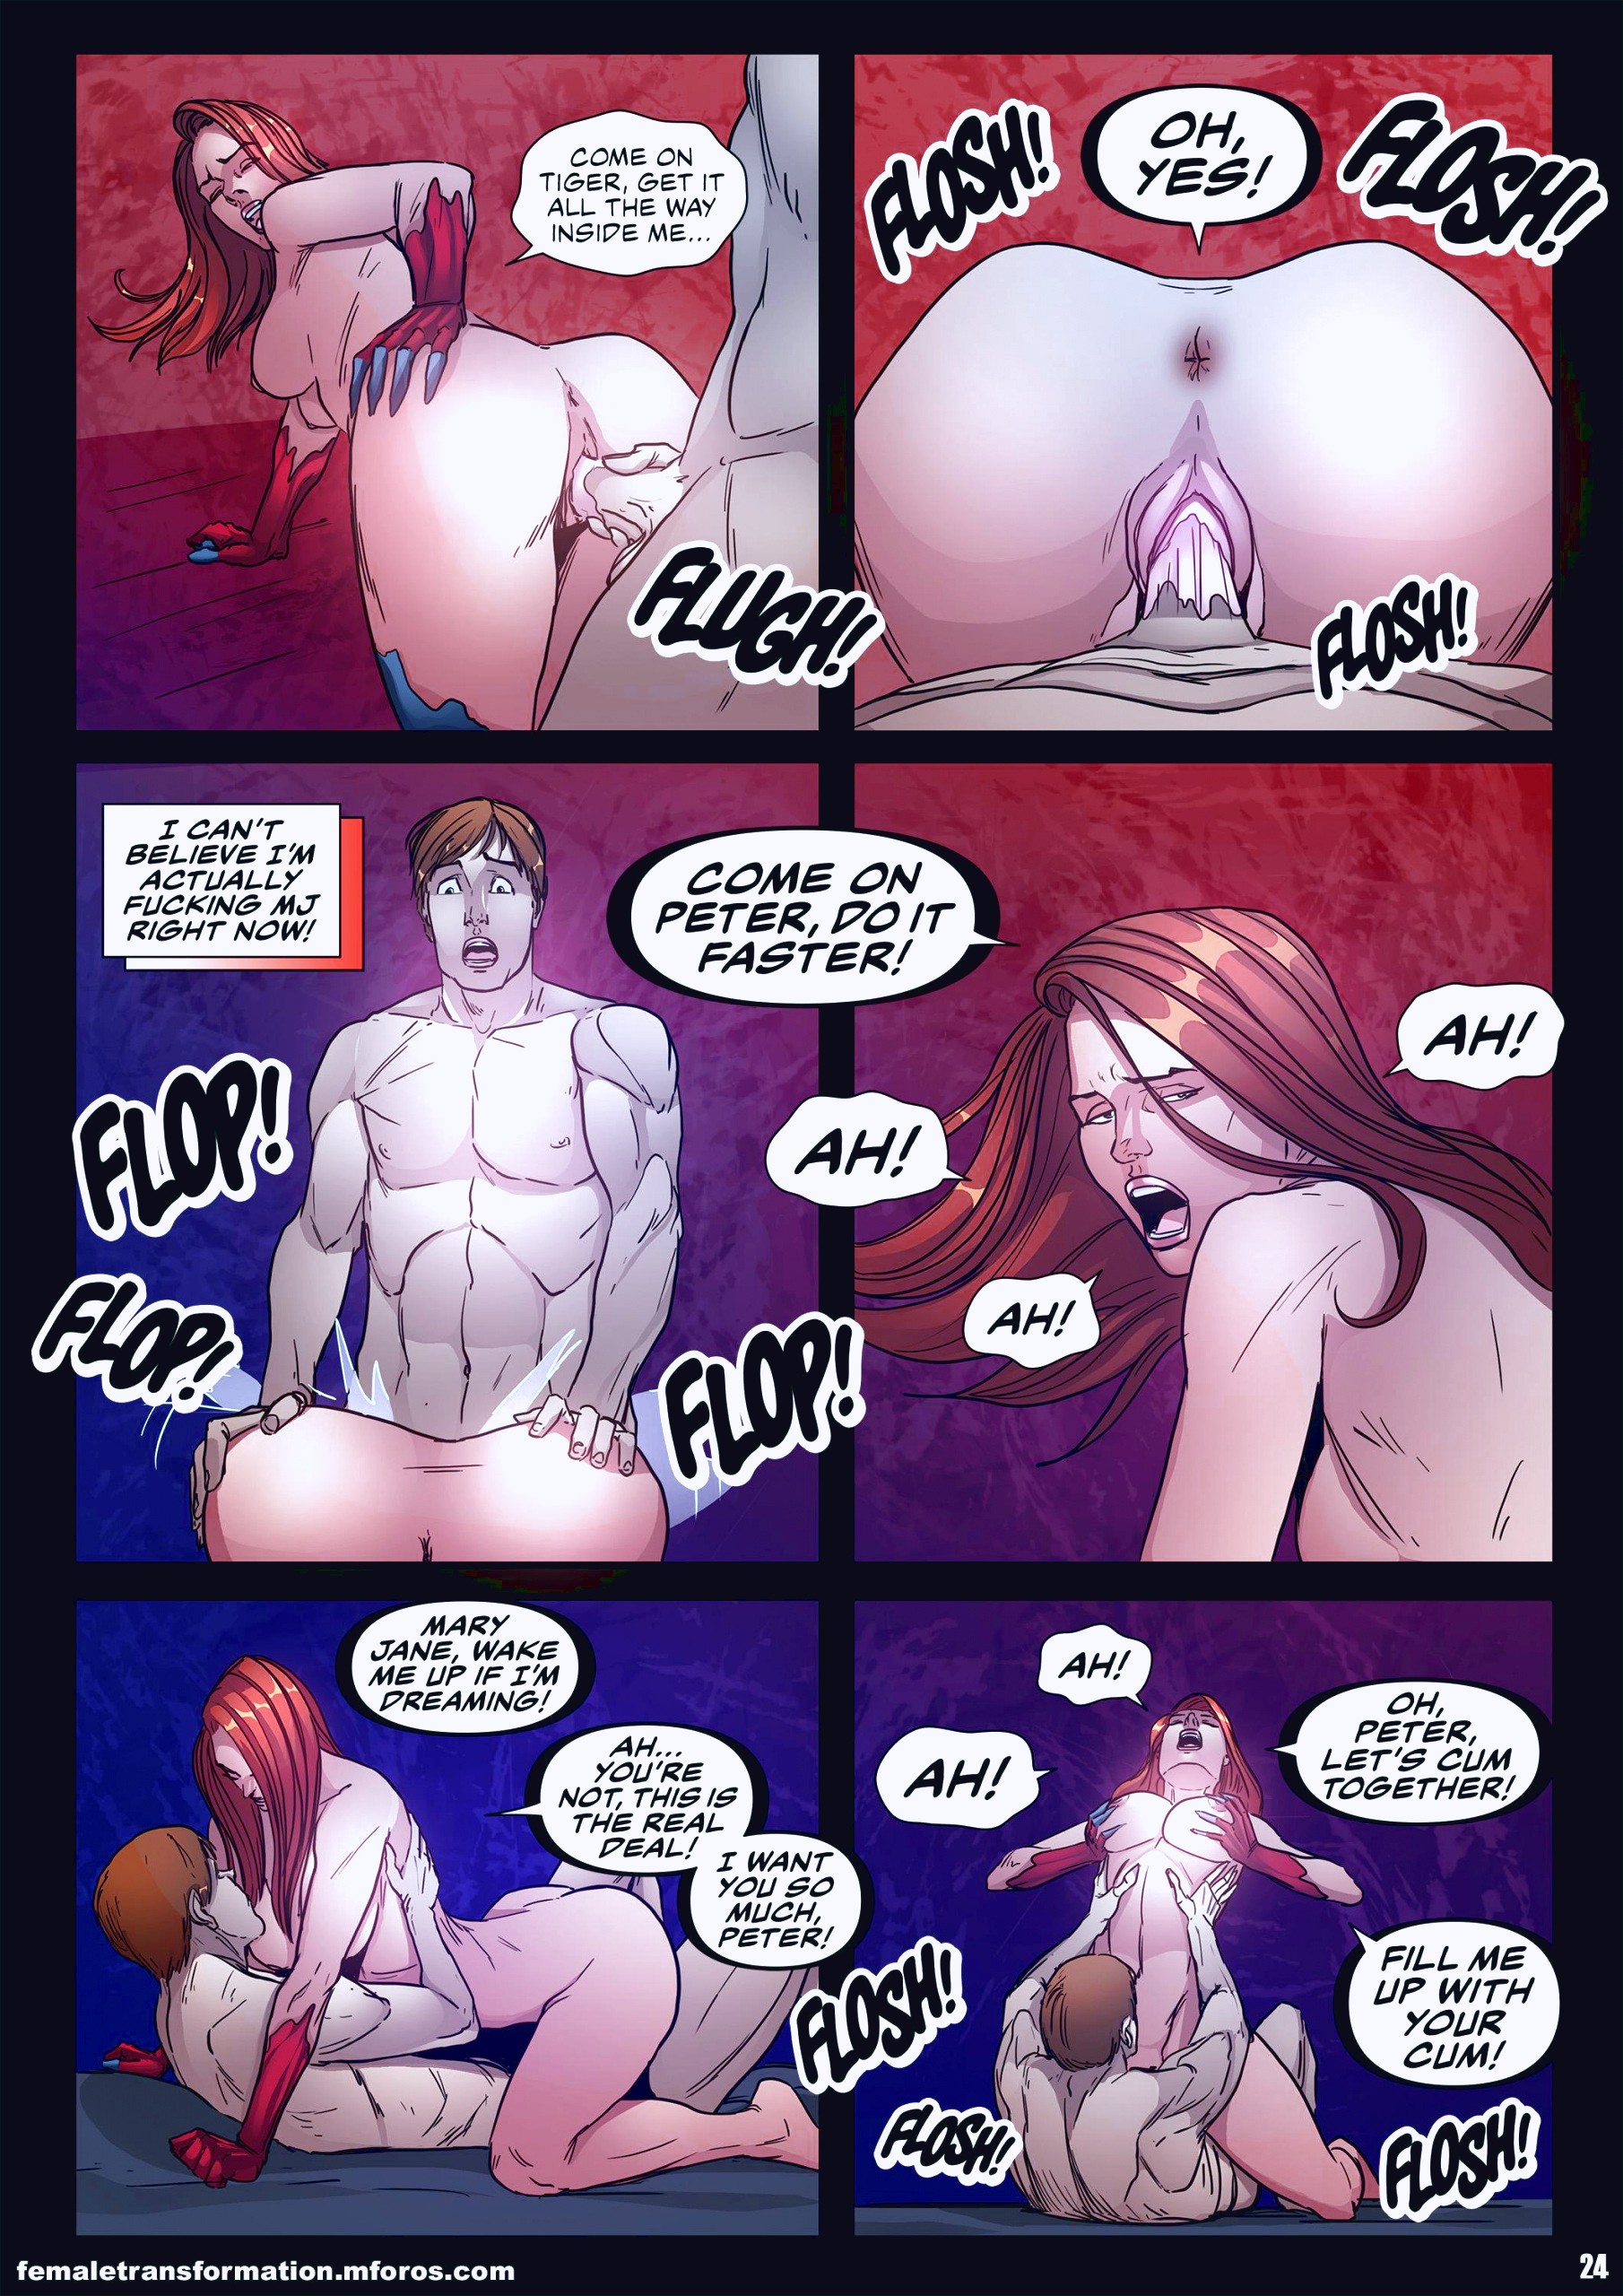 COME ON
TIGER, GET IT
ALL THE WAY
INSIDE ME...
FLUGH!
FLOSH!
OH,
YES!
FLOSH!
FLOSH!
I CAN'T
BELIEVE I'M
ACTUALLY
FUCKING MJ
RIGHT NOW!
FLOP!
FLOP!
FLOP!
COME ON
PETER, DO IT
FASTER!
AH!
AH!
AH!
MARY
JANE, WAKE
ME UP IF I'M
DREAMING!
AH...
YOU'RE
NOT, THIS IS
THE REAL
DEAL!
I WANT
YOU SO
MUCH,
PETER!
FLOSH!
AH!
AH!
OH,
PETER,
LET'S CUM
TOGETHER!
FILL ME
UP WITH
YOUR
CUM!
FLOSH!
FLOSH!
femaletransformation.mforos.com
24